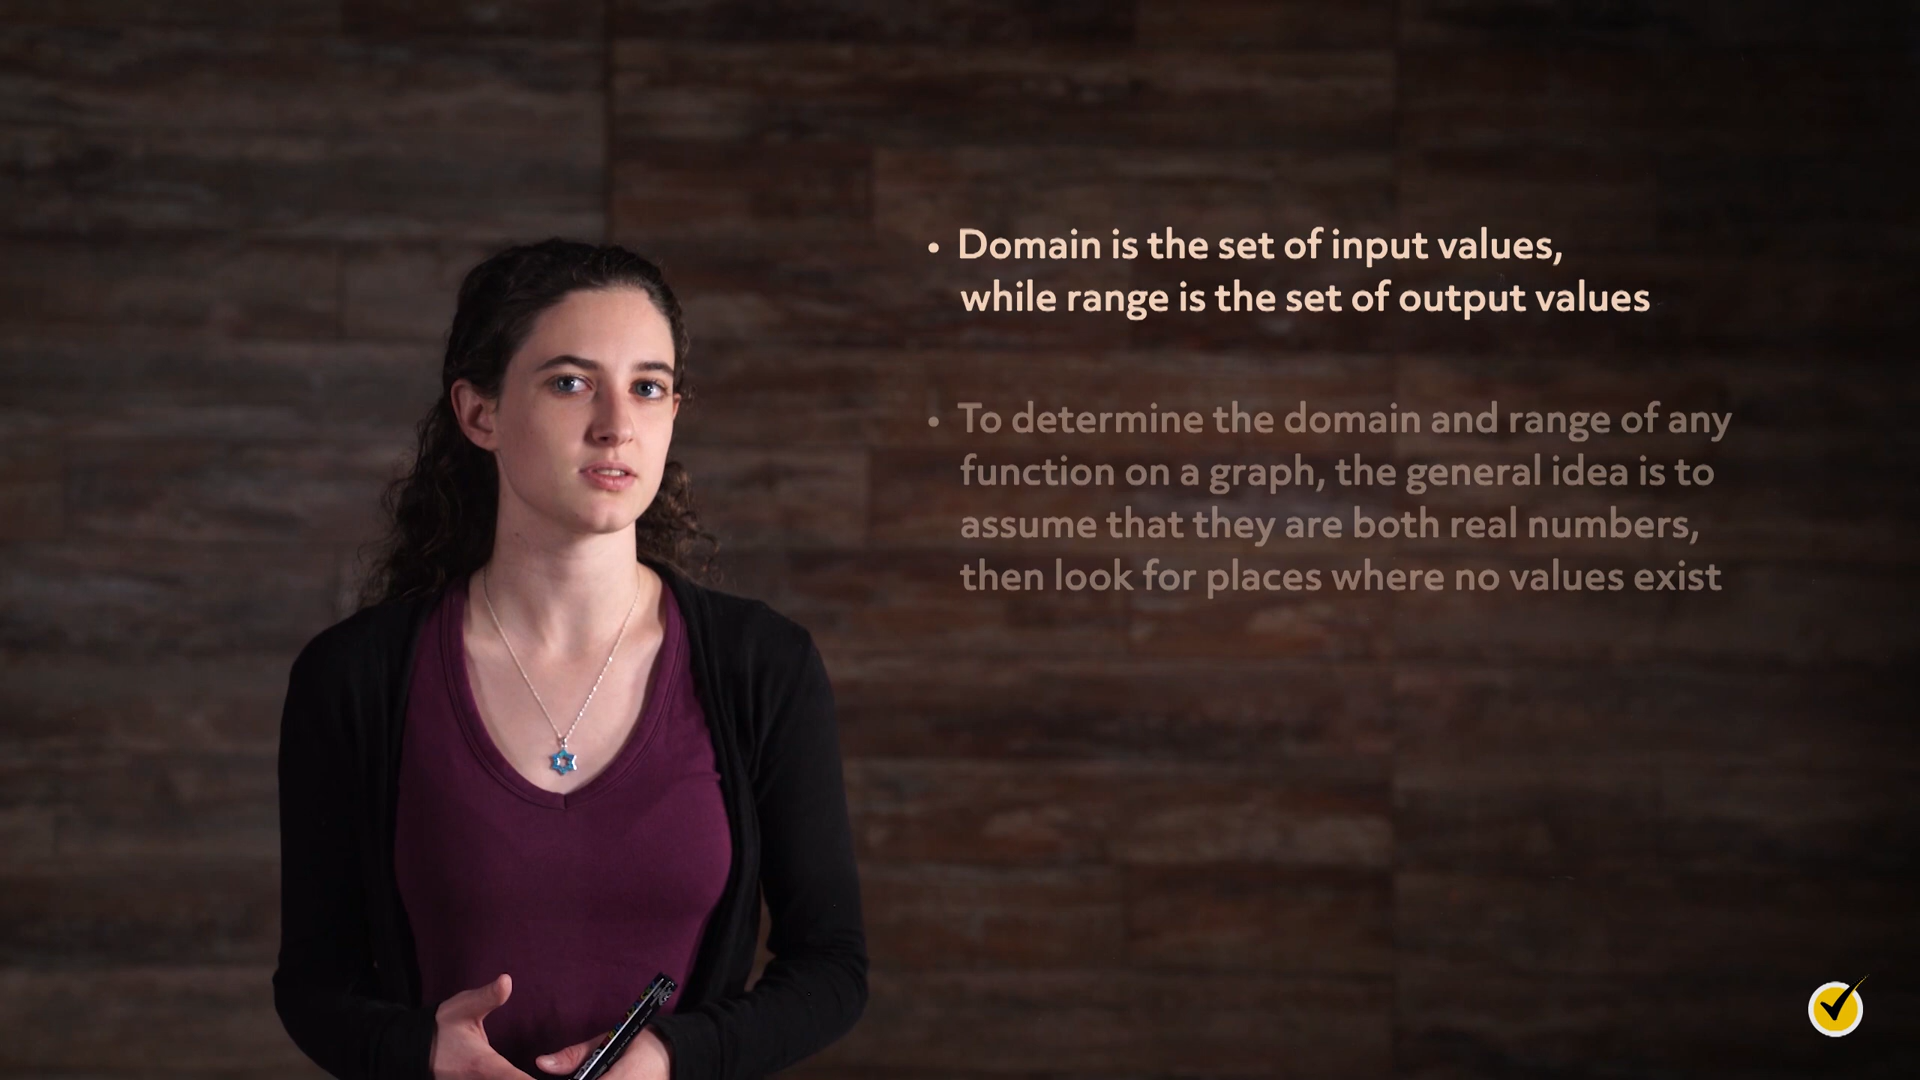 • Domain is the set of input values,
while range is the set of output values
• To determine the domain and range of any
function on a graph, the general idea is to
assume that they are both real numbers,
then look for places where no values exist